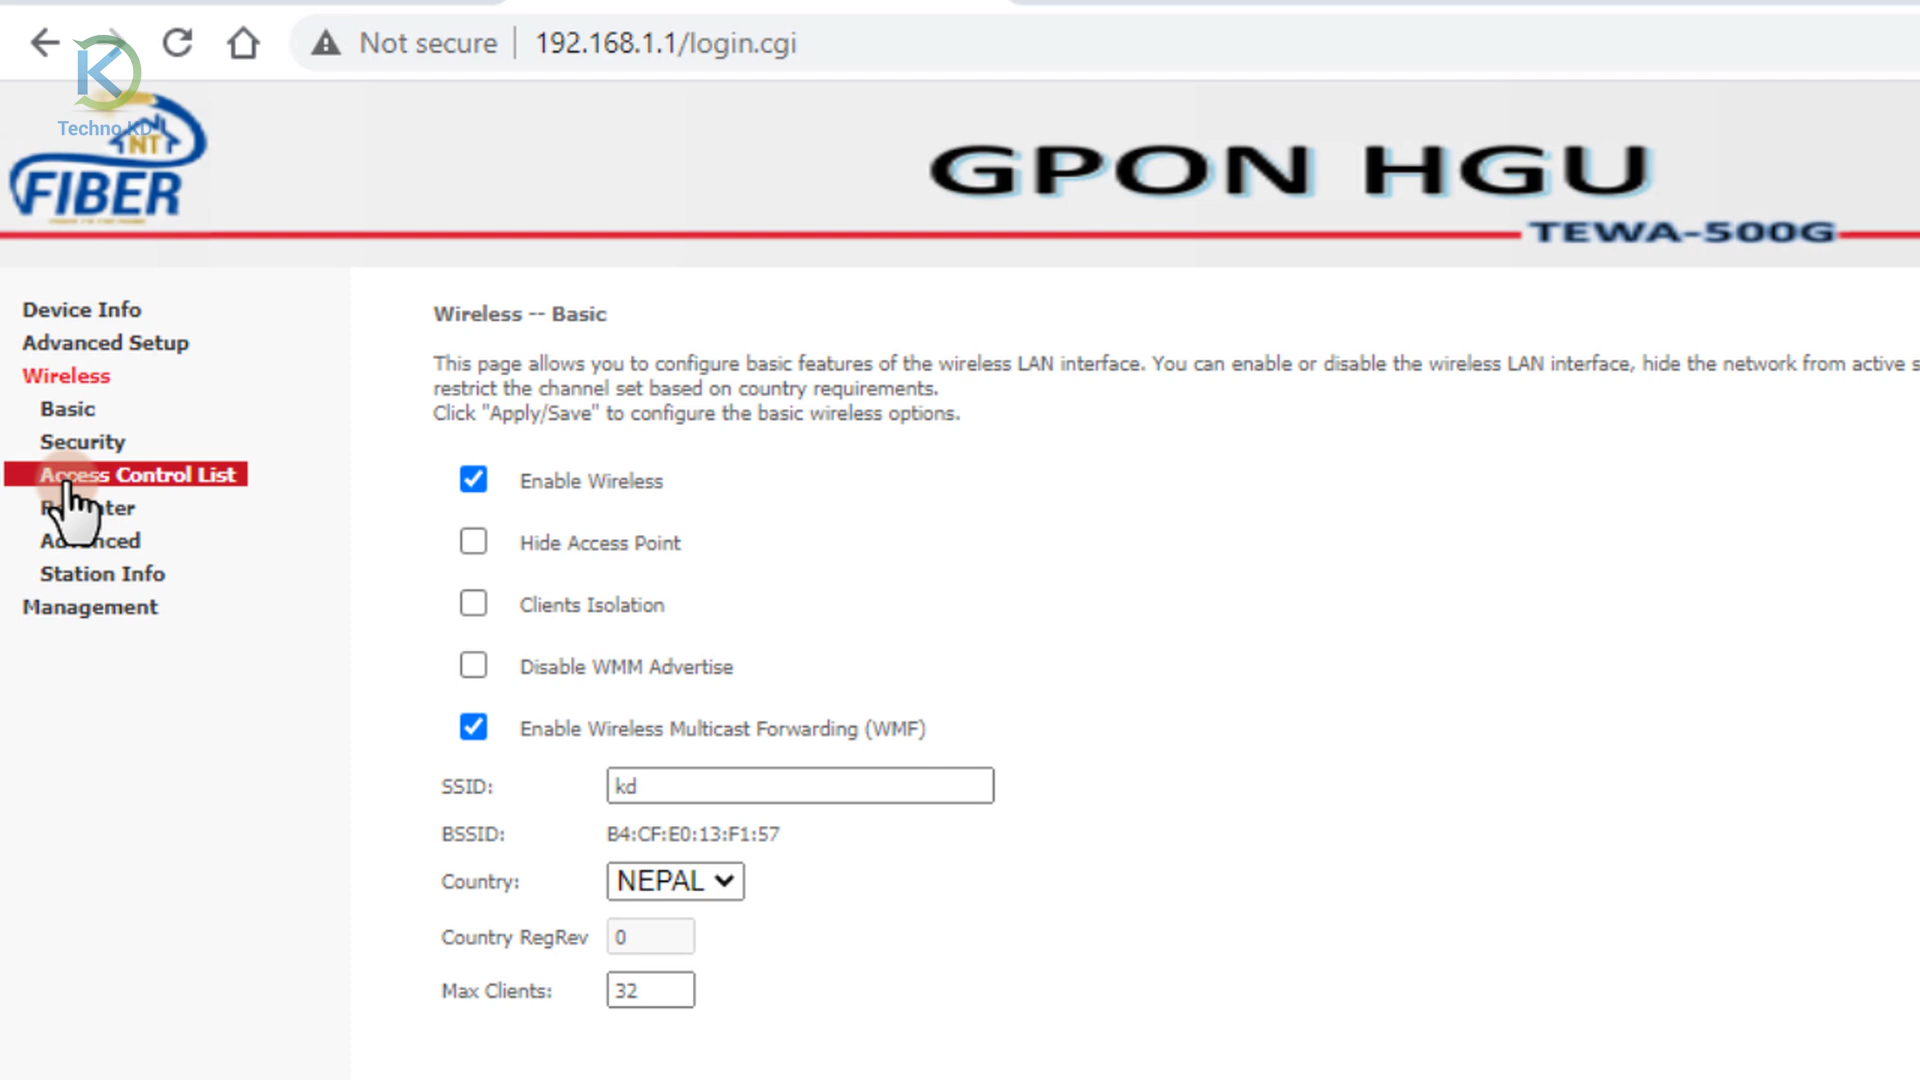 Not secure
192.168.1.1/login.cgi
Techno KD
NT
FIBER
GPON HGU
TEWA-500G
Device Info
Advanced Setup
Wireless
Basic
Security
Access Control List
Advanced
Station Info
Management
Wireless -- Basic
This page allows you to configure basic features of the wireless LAN interface. You can enable or disable the wireless LAN interface, hide the network from active s
restrict the channel set based on country requirements.
Click "Apply/Save" to configure the basic wireless options.
Enable Wireless
Hide Access Point
Clients Isolation
Disable WMM Advertise
Enable Wireless Multicast Forwarding (WMF)
SSID: kd
BSSID: B4:CF:E0:13:F1:57
Country: NEPAL
Country RegRev 0
Max Clients: 32